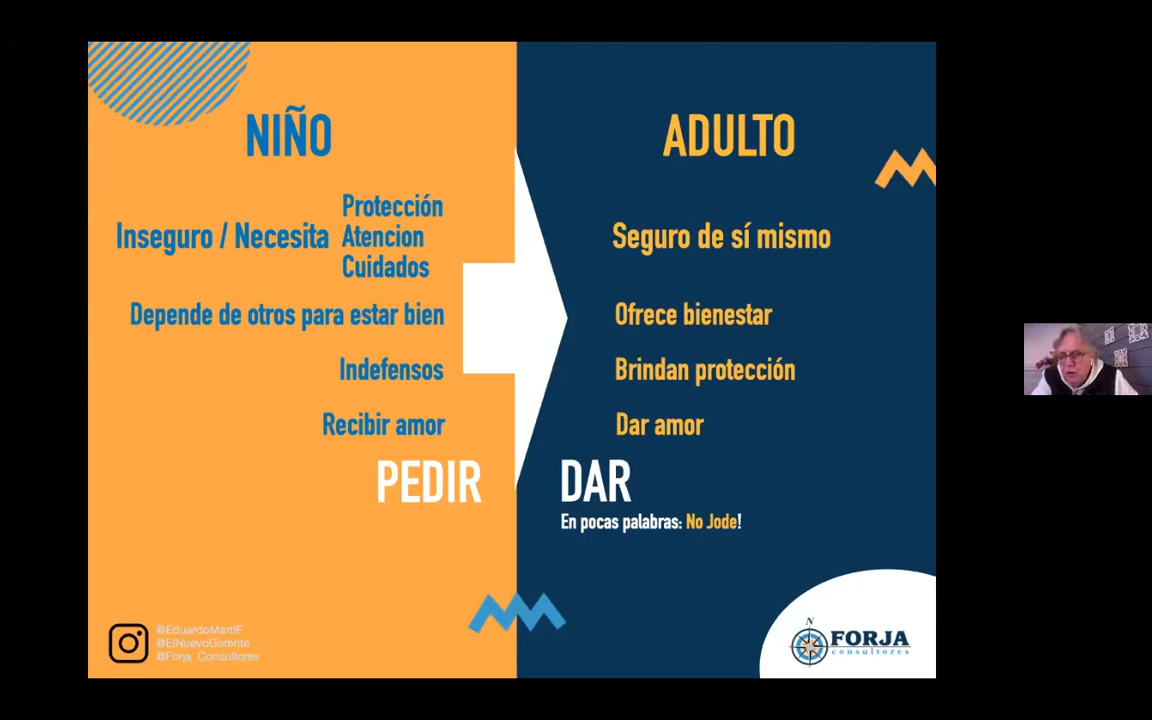 NIÑO
Inseguro / Necesita
Protección
Atencion
Cuidados
Depende de otros para estar bien
Indefensos
Recibir amor
PEDIR
ADULTO
Seguro de sí mismo
Ofrece bienestar
Brindan protección
Dar amor
DAR
En pocas palabras: No Jode!
@EduardoMartiF
@ElNuevoGerente
@Forja_Consultores
N
FORJA
consultores